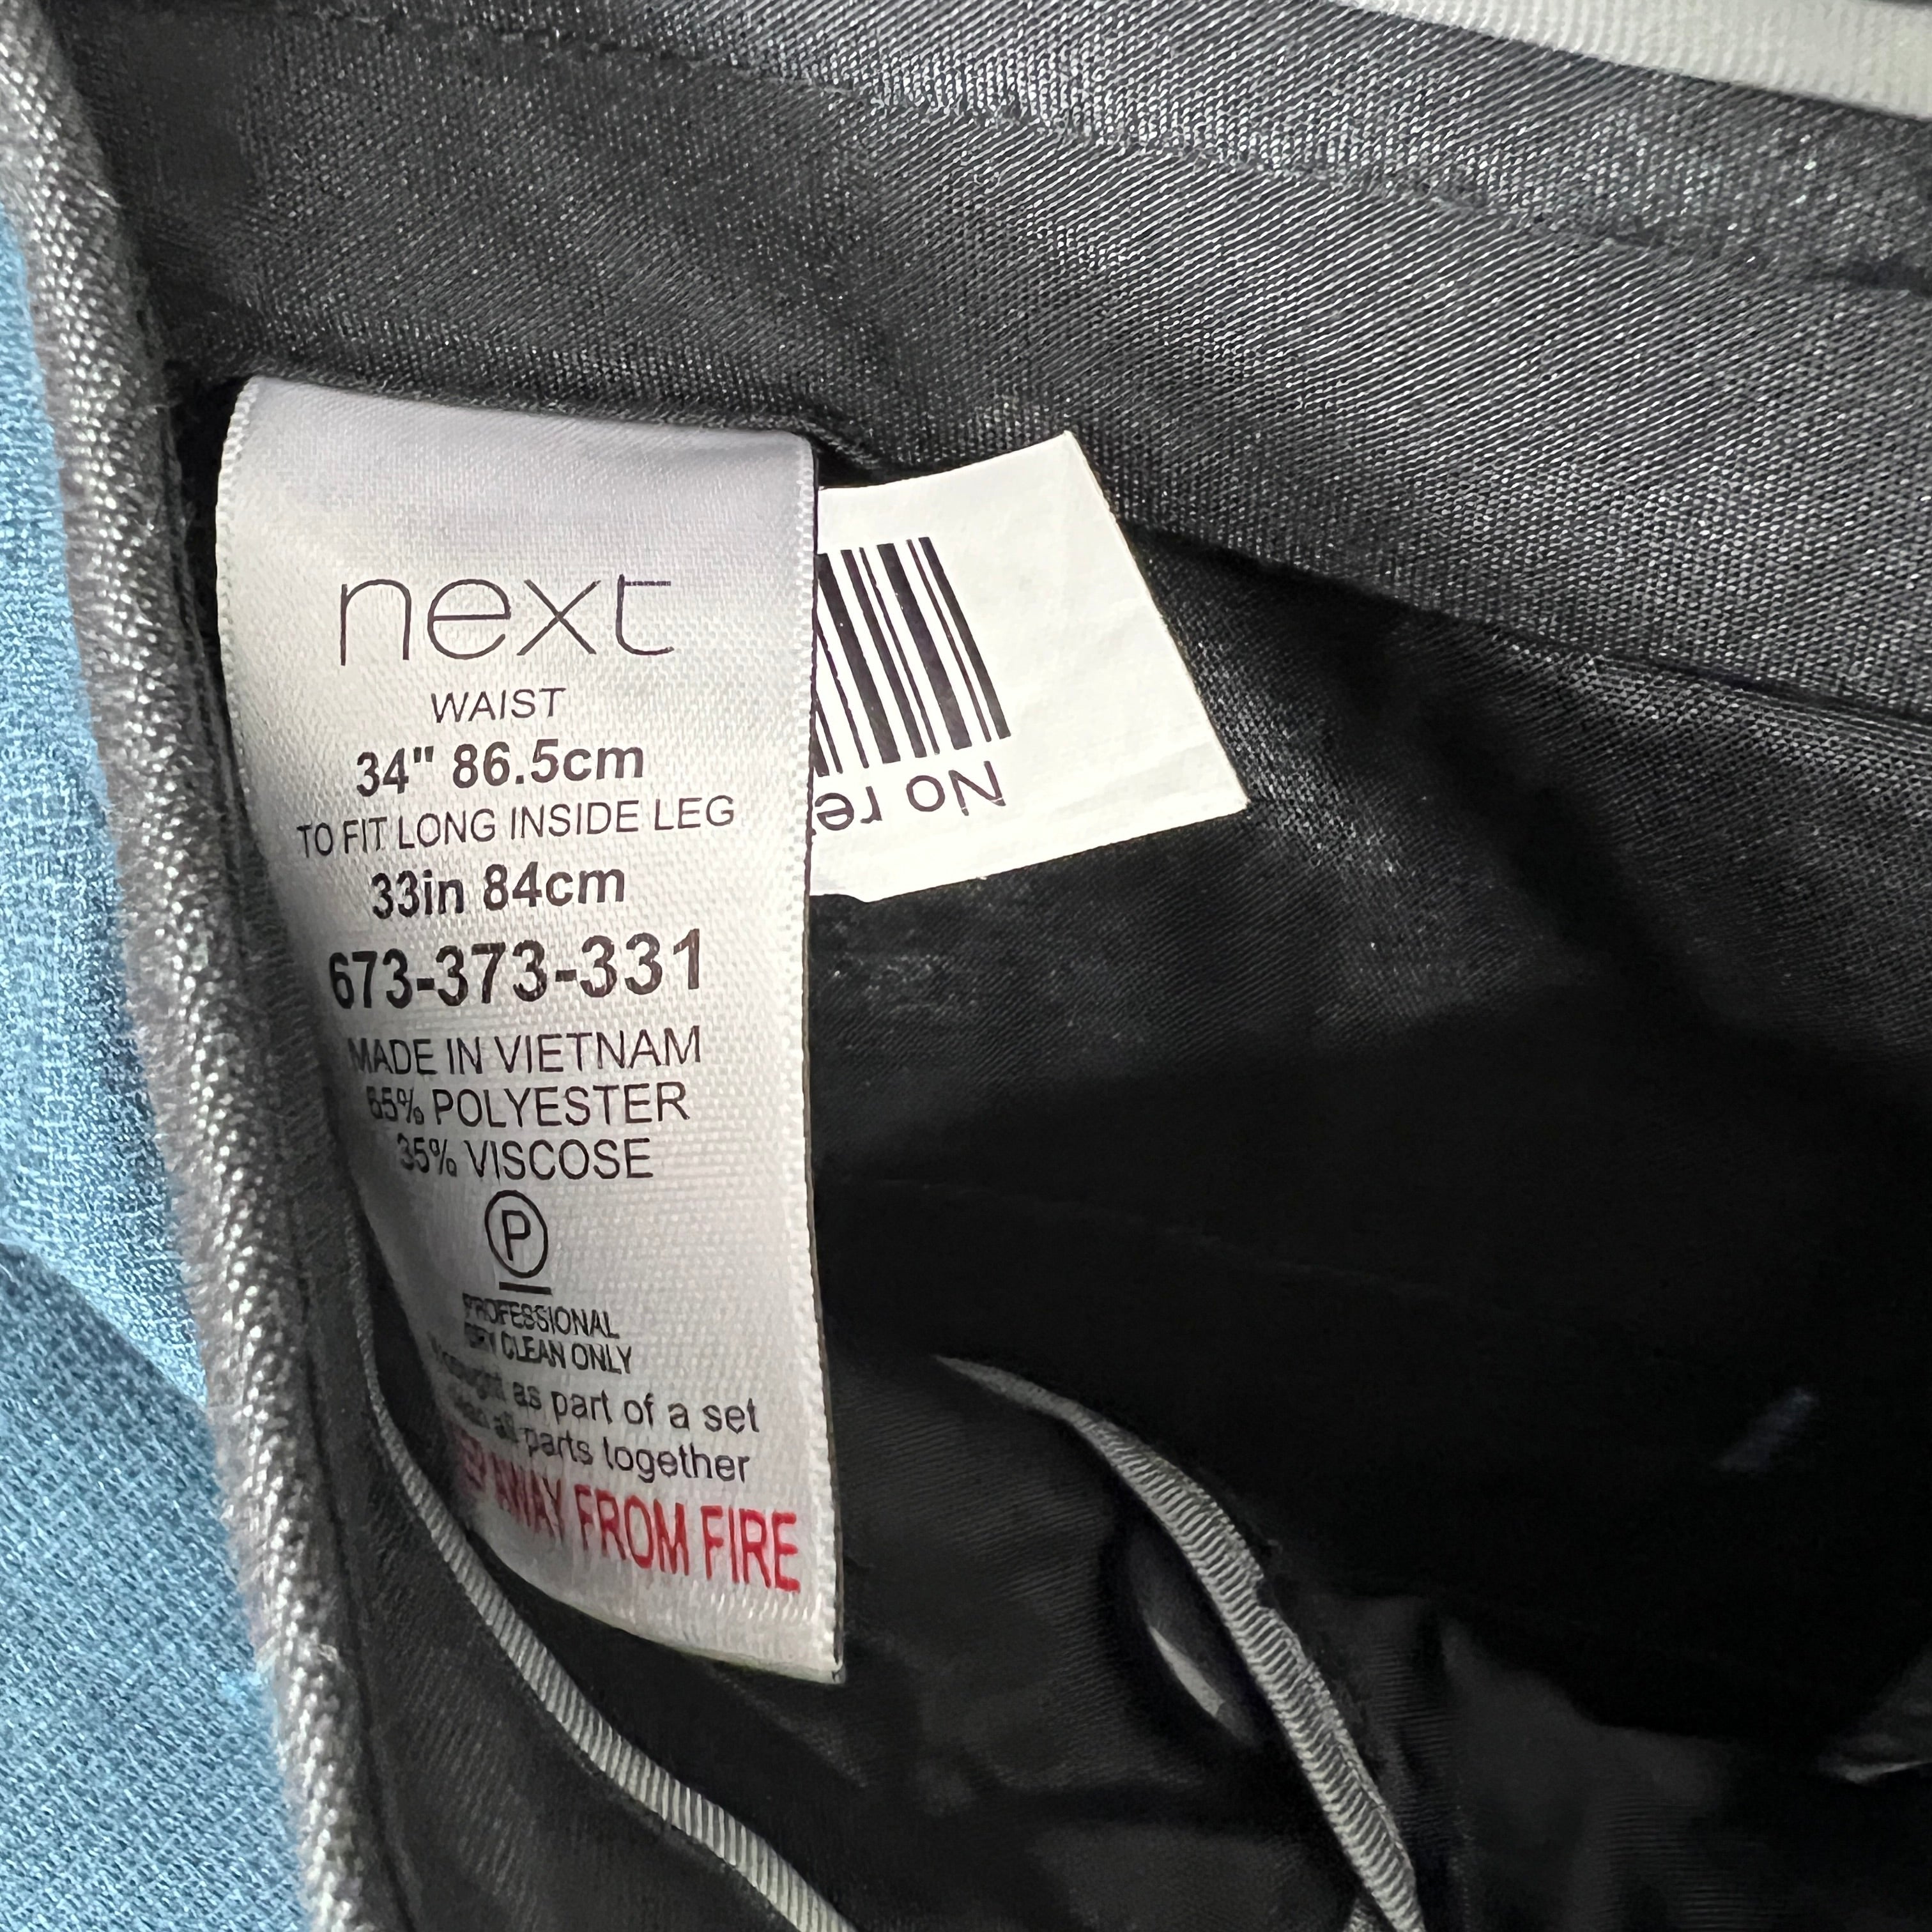 next
WAIST
34" 86.5cm
TO FIT LONG INSIDE LEG
33in 84cm
673-373-331
MADE IN VIETNAM
65% POLYESTER
35% VISCOSE
P
PROFESSIONAL
DRY CLEAN ONLY
as part of a set
all parts together
AWAY FROM FIRE
No re